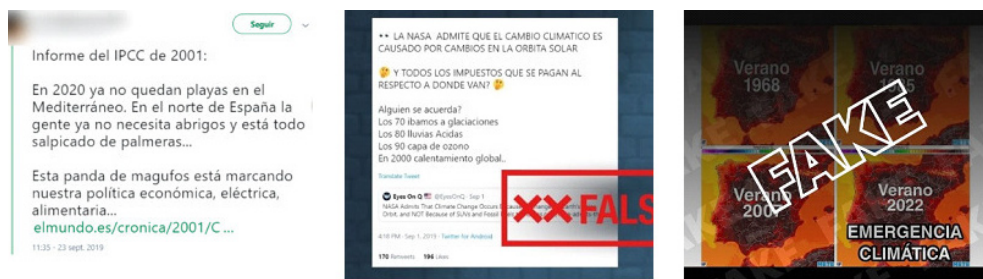 Seguir
Informe del IPCC de 2001:
En 2020 ya no quedan playas en el
Mediterráneo. En el norte de España la
gente ya no necesita abrigos y está todo
salpicado de palmeras...
Esta panda de magufos está marcando
nuestra política económica, eléctrica,
alimentaria...
elmundo.es/cronica/2001/C ...
11:35 - 23 sept. 2019
** LA NASA ADMITE QUE EL CAMBIO CLIMATICO ES
CAUSADO POR CAMBIOS EN LA ORBITA SOLAR
🤔 Y TODOS LOS IMPUESTOS QUE SE PAGAN AL
RESPECTO A DONDE VAN? 🤔
Alguien se acuerda?
Los 70 ibamos a glaciaciones
Los 80 lluvias Acidas
Los 90 capa de ozono
En 2000 calentamiento global..
Translate Tweet
Eyes On Q 🇺🇸 @EyesOnQ · Sep 1
NASA Admits That Climate Change Occurs
Orbit, and NOT Because of SUVs and Fossil
4:18 PM · Sep 1, 2019 · Twitter for Android
170 Retweets 196 Likes
XX FALS
Verano
1968
Verano
Verano
Verano
2022
FAKE
EMERGENCIA
CLIMÁTICA